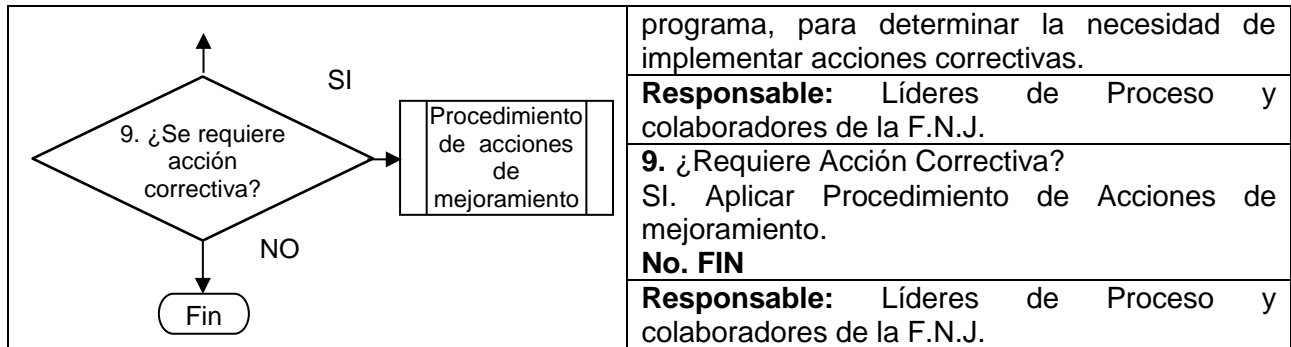 SI
9. ¿Se requiere
acción
correctiva?
Procedimiento
de acciones
de
mejoramiento
NO
Fin
programa, para determinar la necesidad de
implementar acciones correctivas.
Responsable: Líderes de Proceso y
colaboradores de la F.N.J.
9. ¿Requiere Acción Correctiva?
SI. Aplicar Procedimiento de Acciones de
mejoramiento.
No. FIN
Responsable: Líderes de Proceso y
colaboradores de la F.N.J.